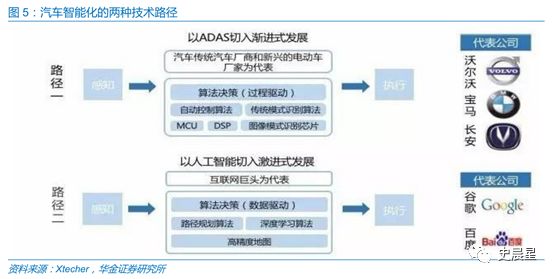 图 5：汽车智能化的两种技术路径
以ADAS切入渐进式发展
路径一
感知
汽车传统汽车厂商和新兴的电动车
厂家为代表
算法决策（过程驱动）
自动控制算法
传统模式识别算法
MCU
DSP
图像模式识别芯片
执行
代表公司
沃尔沃
VOLVO
宝马
长安
以人工智能切入激进式发展
路径二
感知
互联网巨头为代表
算法决策（数据驱动）
路径规划算法
深度学习算法
高精度地图
执行
代表公司
谷歌
Google
百度
Bai百度
史晨星
资料来源：Xtecher，华金证券研究所